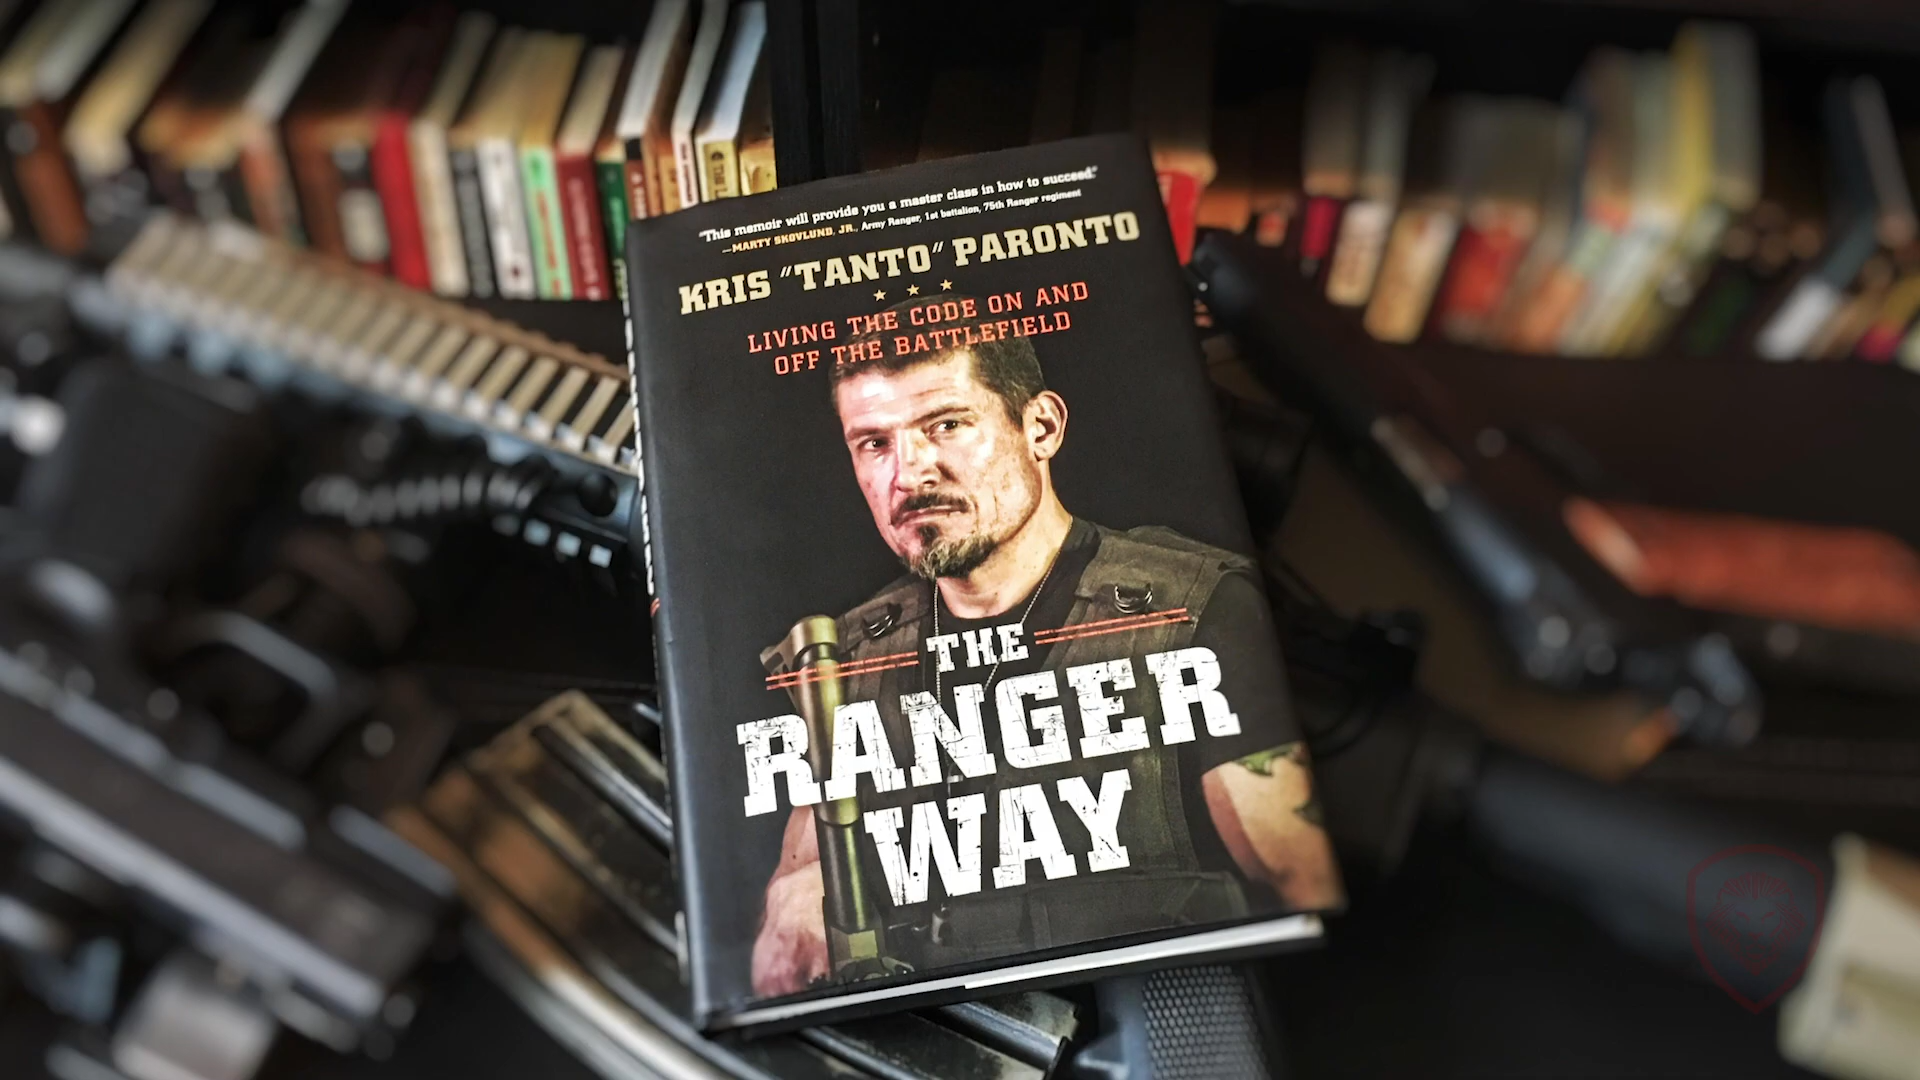 "This memoir will provide you a master class in how to succeed."
—MARTY SKOVLUND, JR., Army Ranger, 1st battalion, 75th Ranger regiment
KRIS "TANTO" PARONTO
LIVING THE CODE ON AND
OFF THE BATTLEFIELD
THE
RANGER
WAY